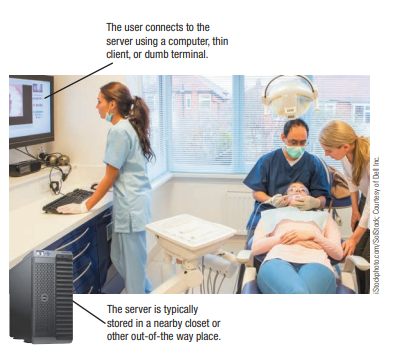 The user connects to the
server using a computer, thin
client, or dumb terminal.
iStockphoto.com/SolStock, Courtesy of Dell Inc.
The server is typically
stored in a nearby closet or
other out-of-the way place.